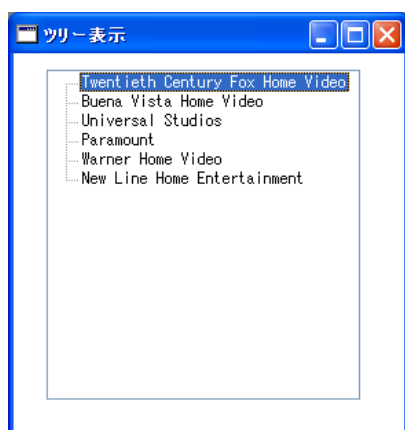 ツリー表示
Twentieth Century Fox Home Video
Buena Vista Home Video
Universal Studios
Paramount
Warner Home Video
New Line Home Entertainment